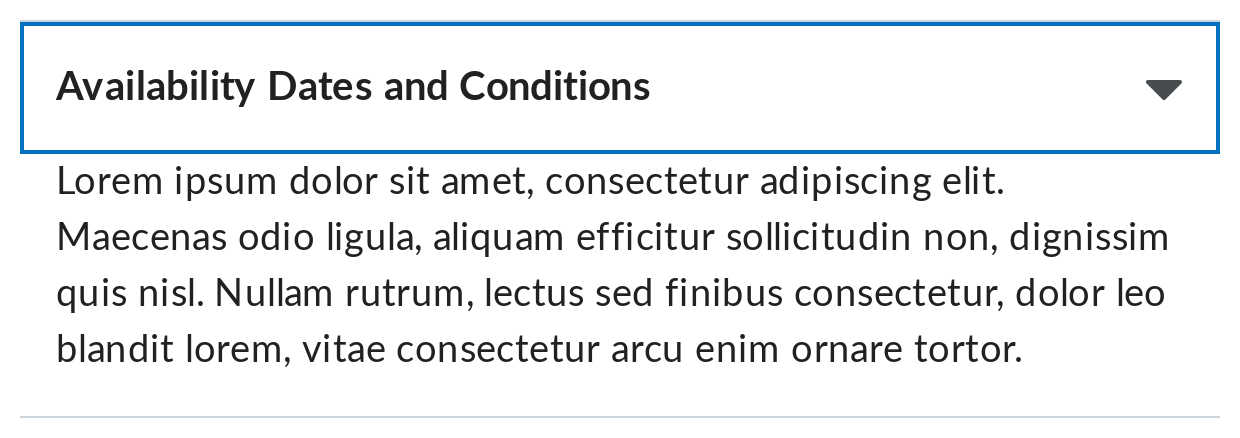 Availability Dates and Conditions
Lorem ipsum dolor sit amet, consectetur adipiscing elit.
Maecenas odio ligula, aliquam efficitur sollicitudin non, dignissim
quis nisl. Nullam rutrum, lectus sed finibus consectetur, dolor leo
blandit lorem, vitae consectetur arcu enim ornare tortor.